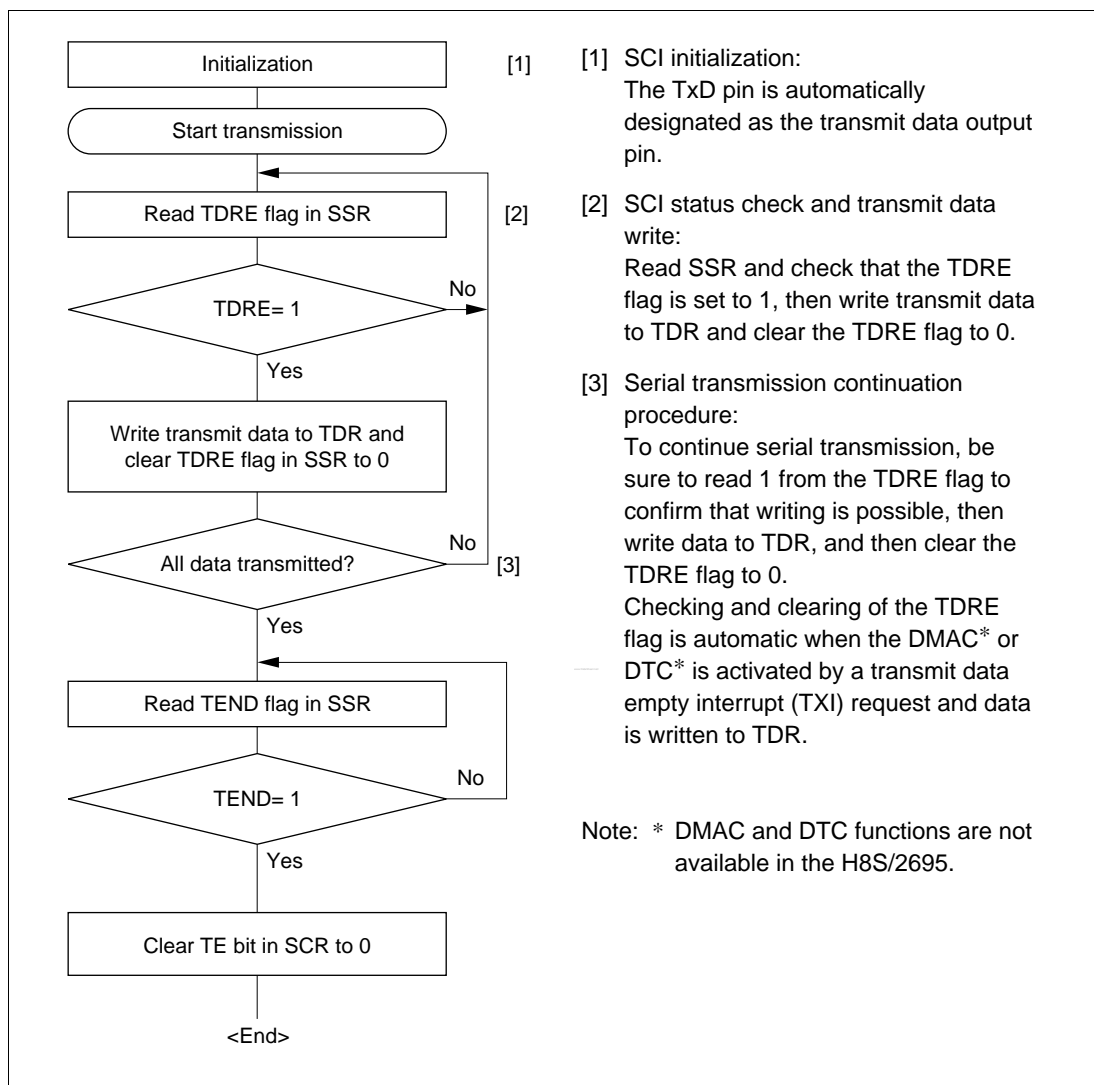 Initialization [1]
Start transmission
Read TDRE flag in SSR [2]
TDRE= 1
No
Yes
Write transmit data to TDR and
clear TDRE flag in SSR to 0
All data transmitted?
No
[3]
Yes
Read TEND flag in SSR
TEND= 1
No
Yes
Clear TE bit in SCR to 0
<End>
[1] SCI initialization:
The TxD pin is automatically
designated as the transmit data output
pin.
[2] SCI status check and transmit data
write:
Read SSR and check that the TDRE
flag is set to 1, then write transmit data
to TDR and clear the TDRE flag to 0.
[3] Serial transmission continuation
procedure:
To continue serial transmission, be
sure to read 1 from the TDRE flag to
confirm that writing is possible, then
write data to TDR, and then clear the
TDRE flag to 0.
Checking and clearing of the TDRE
flag is automatic when the DMAC* or
DTC* is activated by a transmit data
empty interrupt (TXI) request and data
is written to TDR.
Note: * DMAC and DTC functions are not
available in the H8S/2695.